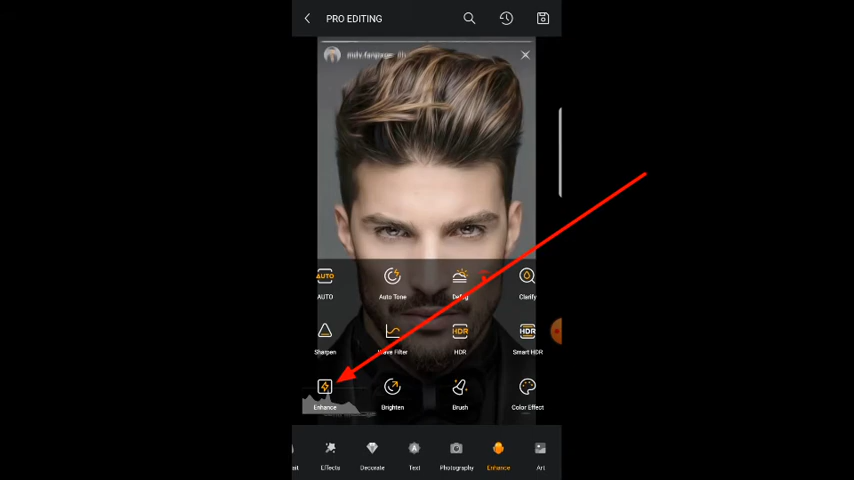 PRO EDITING
AUTO
AUTO
Auto Tone
Defog
Clarify
HDR
HDR
Sharpen
Wave Filter
HDR
Smart HDR
Enhance
Brighten
Brush
Color Effect
Effects
Decorate
A
Text
Photography
Enhance
Art